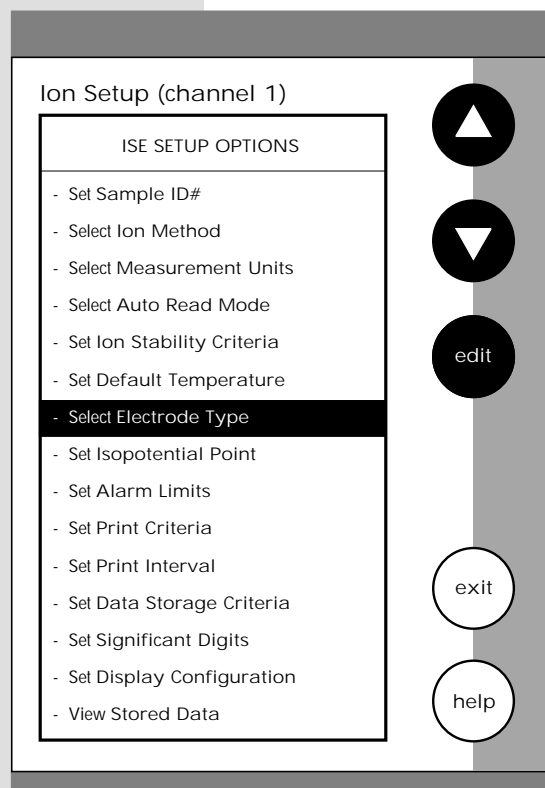 Ion Setup (channel 1)
ISE SETUP OPTIONS
- Set Sample ID#
- Select Ion Method
- Select Measurement Units
- Select Auto Read Mode
- Set Ion Stability Criteria
- Set Default Temperature
- Select Electrode Type
- Set Isopotential Point
- Set Alarm Limits
- Set Print Criteria
- Set Print Interval
- Set Data Storage Criteria
- Set Significant Digits
- Set Display Configuration
- View Stored Data
edit
exit
help